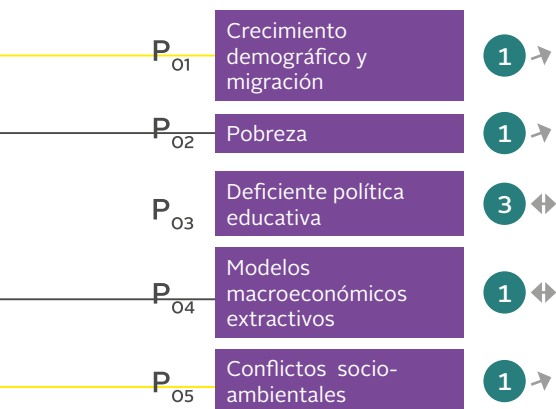 P01
Crecimiento
demográfico y
migración
1
P02
Pobreza
1
P03
Deficiente política
educativa
3
P04
Modelos
macroeconómicos
extractivos
1
P05
Conflictos socio-
ambientales
1